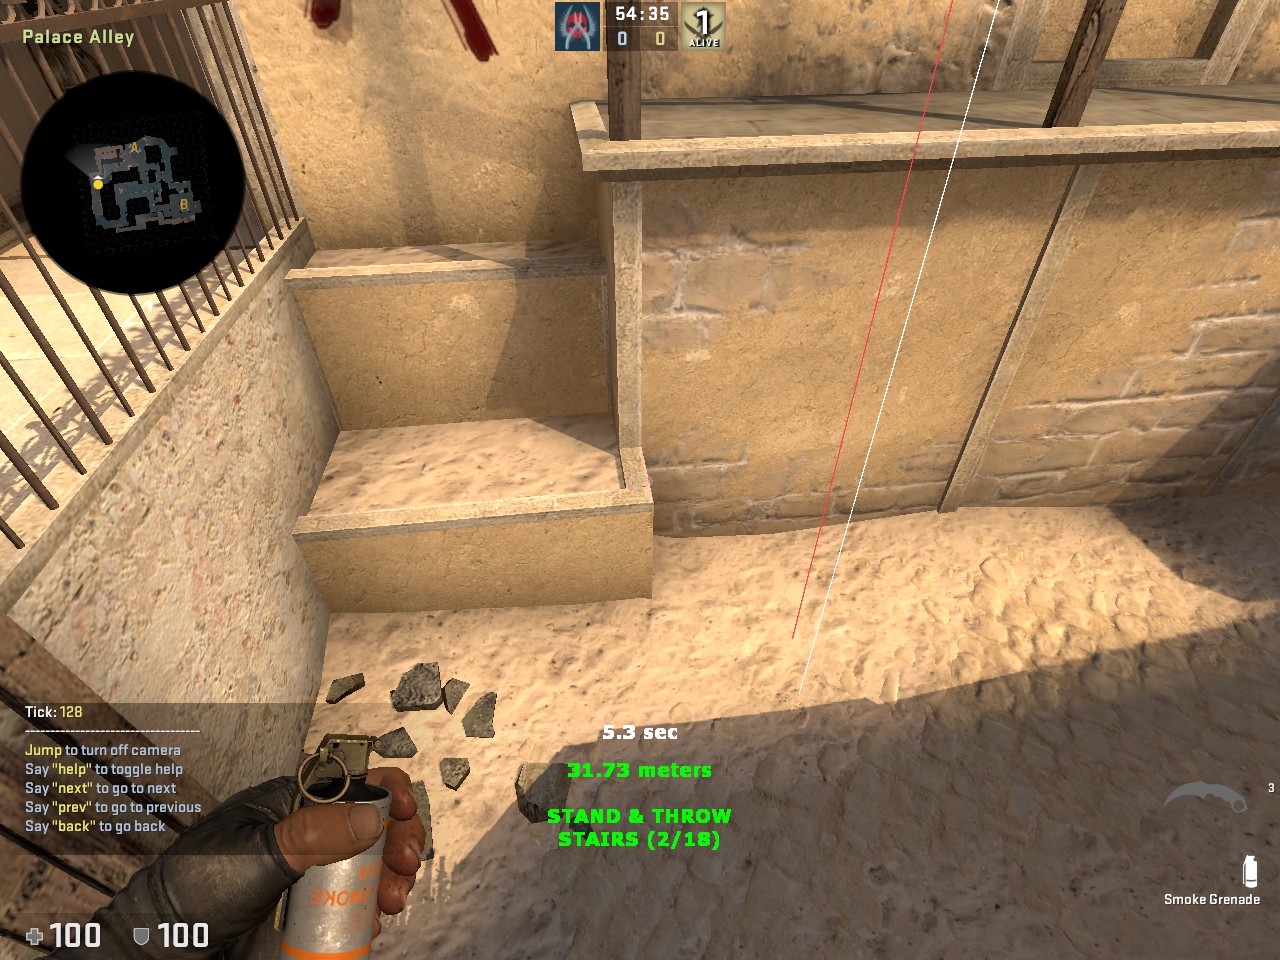 Palace Alley
54:35
0 0
1
ALIVE
A
B
Tick: 128
----------------------------------
Jump to turn off camera
Say "help" to toggle help
Say "next" to go to next
Say "prev" to go to previous
Say "back" to go back
5.3 sec
31.73 meters
STAND & THROW
STAIRS (2/18)
3
Smoke Grenade
100 100